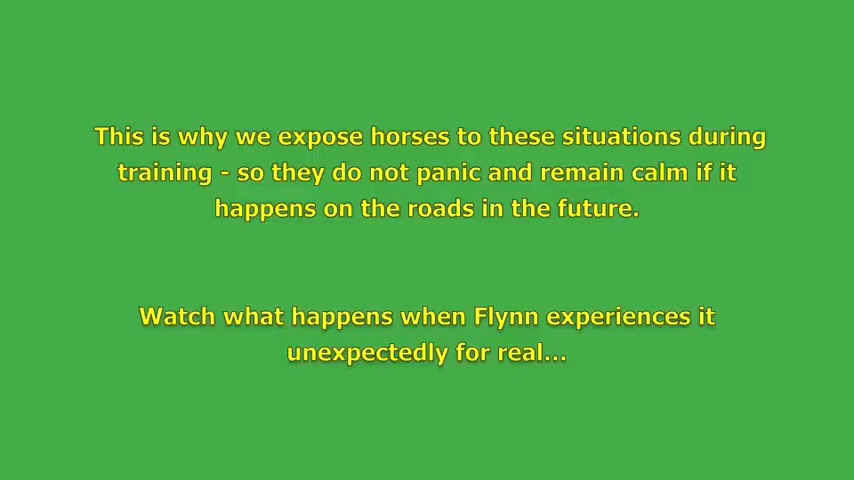 This is why we expose horses to these situations during
training - so they do not panic and remain calm if it
happens on the roads in the future.
Watch what happens when Flynn experiences it
unexpectedly for real...